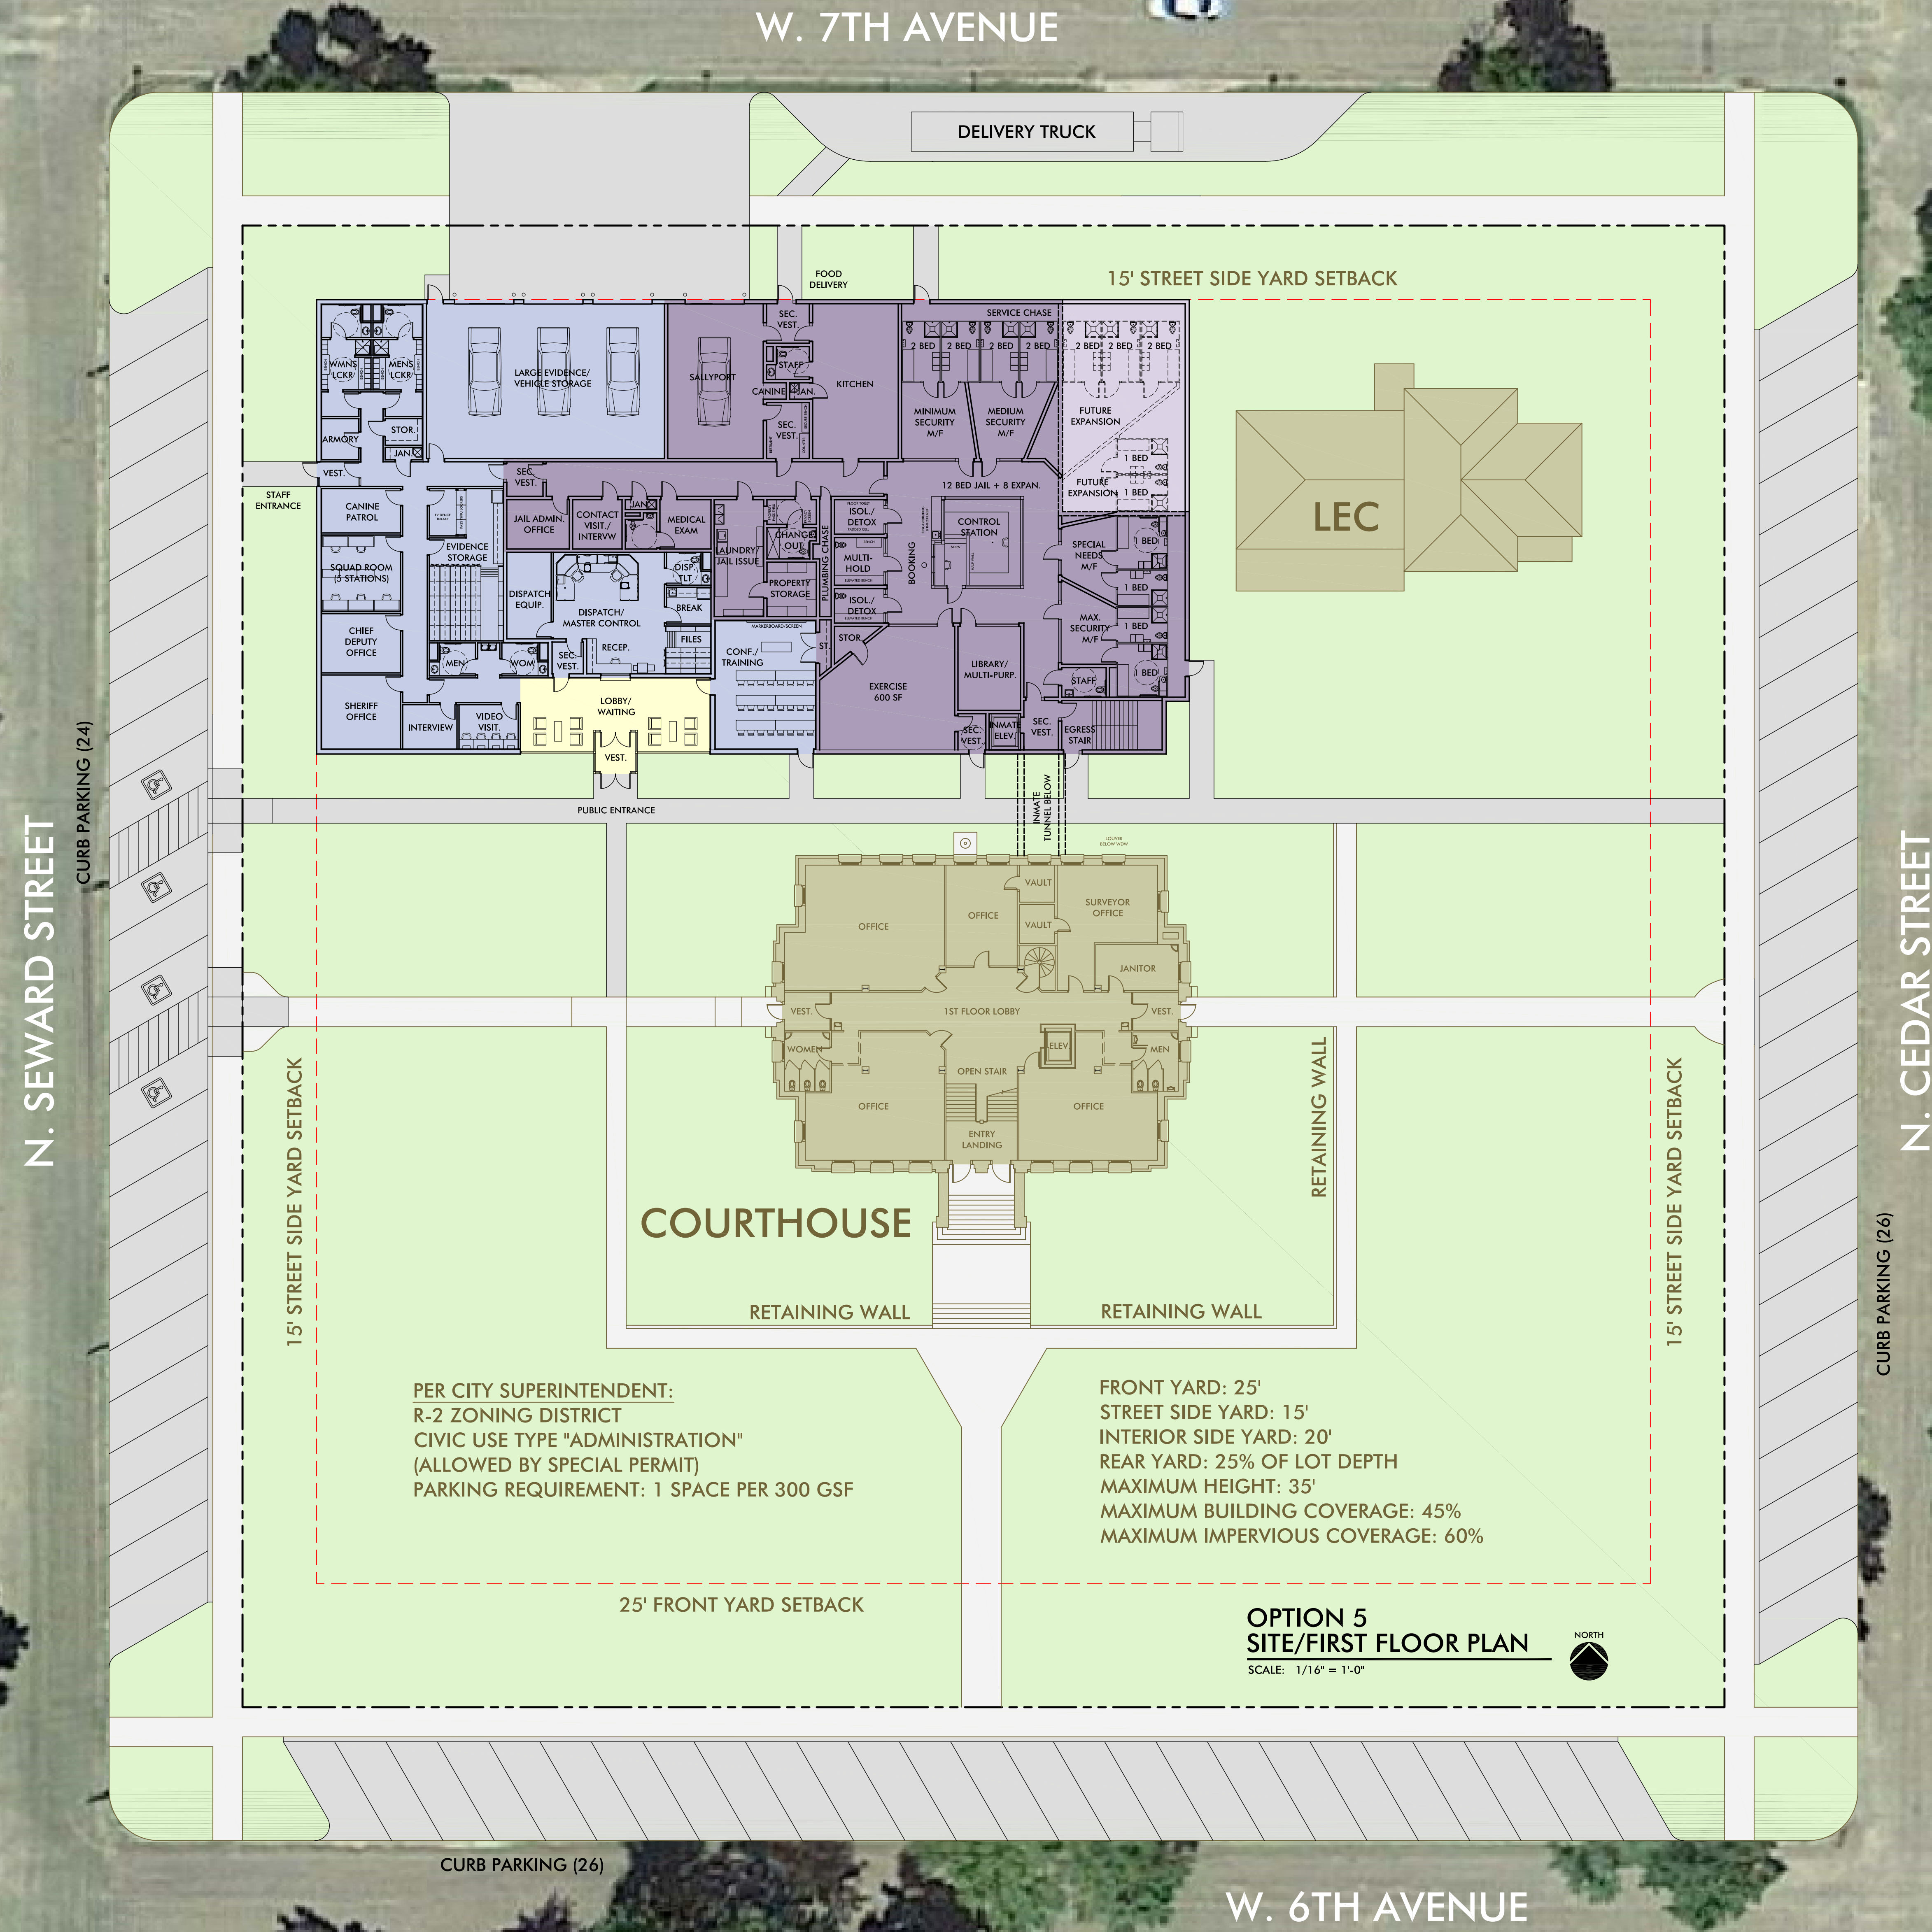 W. 7TH AVENUE
DELIVERY TRUCK
FOOD
DELIVERY
15' STREET SIDE YARD SETBACK
SEC.
VEST.
SERVICE CHASE
2 BED
2 BED
2 BED
2 BED
2 BED
2 BED
2 BED
WMNS
LCKR
MENS
LCKR
LARGE EVIDENCE/
VEHICLE STORAGE
SALLYPORT
STAFF
CANINE
JAN.
KITCHEN
MINIMUM
SECURITY
M/F
MEDIUM
SECURITY
M/F
FUTURE
EXPANSION
ARMORY
STOR.
JAN.
SEC.
VEST.
1 BED
VEST.
SEC.
VEST.
12 BED JAIL + 8 EXPAN.
FUTURE
EXPANSION
1 BED
STAFF
ENTRANCE
CANINE
PATROL
JAIL ADMIN.
OFFICE
CONTACT
VISIT./
INTERVW
JAN.
MEDICAL
EXAM
ISOL./
DETOX
CONTROL
STATION
LEC
EVIDENCE
STORAGE
LAUNDRY/
JAIL ISSUE
CHANGE
OUT
PLUMBING CHASE
MULTI-
HOLD
BENCH
BOOKING
SPECIAL
NEEDS
M/F
1 BED
SQUAD ROOM
(5 STATIONS)
DISPATCH
EQUIP.
DISP.
TLT
PROPERTY
STORAGE
ELEVATED BENCH
1 BED
DISPATCH/
MASTER CONTROL
BREAK
ISOL./
DETOX
ELEVATED BENCH
CHIEF
DEPUTY
OFFICE
RECEP.
FILES
MARKERBOARD/SCREEN
STOR.
ST.
MAX.
SECURITY
M/F
1 BED
MEN
WOM
SEC.
VEST.
CONF./
TRAINING
LIBRARY/
MULTI-PURP.
STAFF
1 BED
SHERIFF
OFFICE
INTERVIEW
VIDEO
VISIT.
LOBBY/
WAITING
EXERCISE
600 SF
SEC.
VEST.
INMATE
ELEV.
SEC.
VEST.
EGRESS
STAIR
VEST.
PUBLIC ENTRANCE
INMATE
TUNNEL BELOW
LOUVER
BELOW WDW
CURB PARKING (24)
N. SEWARD STREET
N. CEDAR STREET
OFFICE
OFFICE
VAULT
VAULT
SURVEYOR
OFFICE
JANITOR
VEST.
1ST FLOOR LOBBY
VEST.
WOMEN
ELEV.
MEN
OPEN STAIR
OFFICE
OFFICE
ENTRY
LANDING
15' STREET SIDE YARD SETBACK
RETAINING WALL
15' STREET SIDE YARD SETBACK
COURTHOUSE
CURB PARKING (26)
RETAINING WALL
RETAINING WALL
PER CITY SUPERINTENDENT:
R-2 ZONING DISTRICT
CIVIC USE TYPE "ADMINISTRATION"
(ALLOWED BY SPECIAL PERMIT)
PARKING REQUIREMENT: 1 SPACE PER 300 GSF
FRONT YARD: 25'
STREET SIDE YARD: 15'
INTERIOR SIDE YARD: 20'
REAR YARD: 25% OF LOT DEPTH
MAXIMUM HEIGHT: 35'
MAXIMUM BUILDING COVERAGE: 45%
MAXIMUM IMPERVIOUS COVERAGE: 60%
25' FRONT YARD SETBACK
OPTION 5
SITE/FIRST FLOOR PLAN
SCALE: 1/16" = 1'-0"
NORTH
CURB PARKING (26)
W. 6TH AVENUE